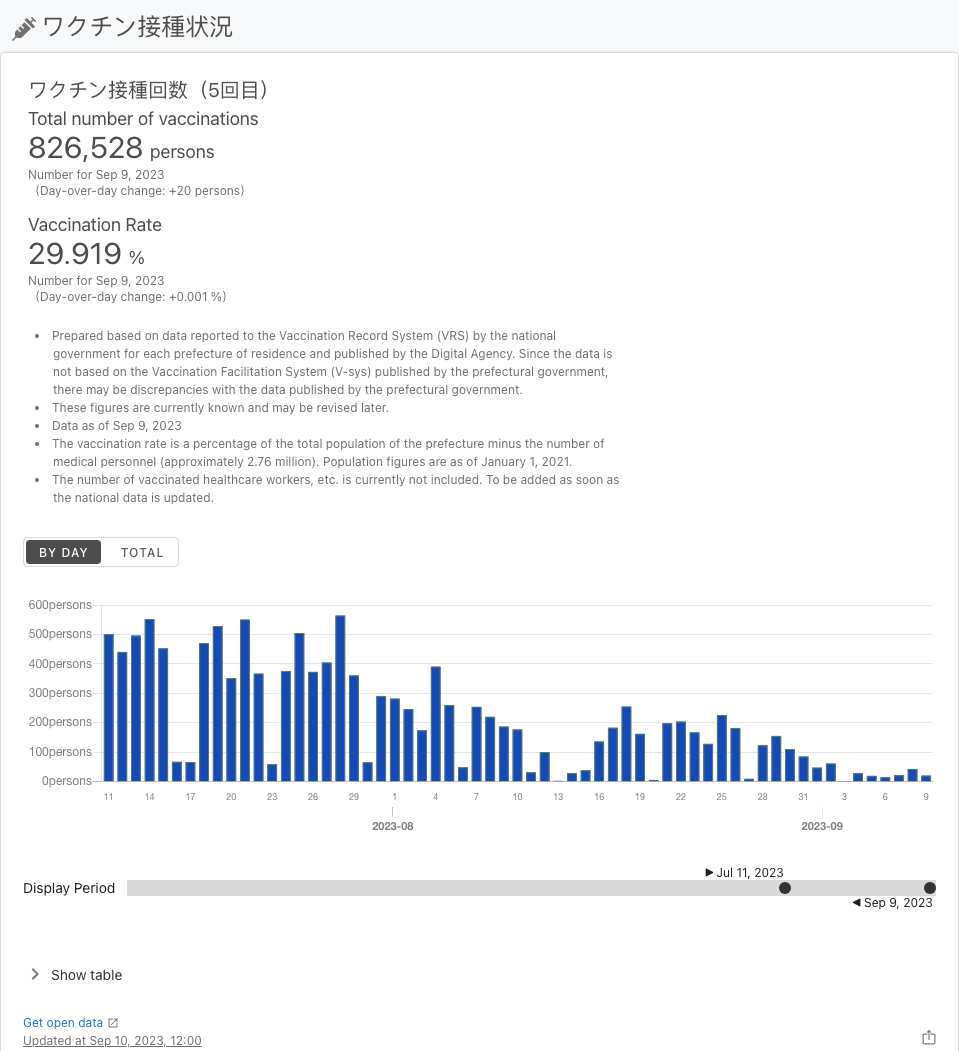 ワクチン接種状況
ワクチン接種回数（5回目）
Total number of vaccinations
826,528 persons
Number for Sep 9, 2023
（Day-over-day change: +20 persons）
Vaccination Rate
29.919 %
Number for Sep 9, 2023
（Day-over-day change: +0.001 %）
• Prepared based on data reported to the Vaccination Record System (VRS) by the national
government for each prefecture of residence and published by the Digital Agency. Since the data is
not based on the Vaccination Facilitation System (V-sys) published by the prefectural government,
there may be discrepancies with the data published by the prefectural government.
• These figures are currently known and may be revised later.
• Data as of Sep 9, 2023
• The vaccination rate is a percentage of the total population of the prefecture minus the number of
medical personnel (approximately 2.76 million). Population figures are as of January 1, 2021.
• The number of vaccinated healthcare workers, etc. is currently not included. To be added as soon as
the national data is updated.
BY DAY TOTAL
600persons
500persons
400persons
300persons
200persons
100persons
0persons
11 14 17 20 23 26 29 1 4 7 10 13 16 19 22 25 28 31 3 6 9
2023-08 2023-09
Jul 11, 2023
Display Period
Sep 9, 2023
Show table
Get open data
Updated at Sep 10, 2023, 12:00